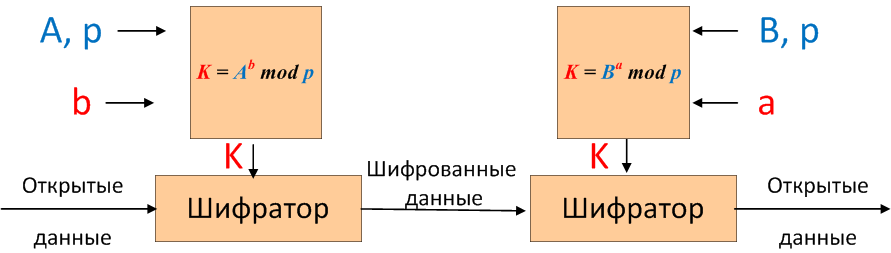 A, p
K = A^b mod p
b
K
B, p
K = B^a mod p
a
K
Открытые
данные
Шифратор
Шифрованные
данные
Шифратор
Открытые
данные